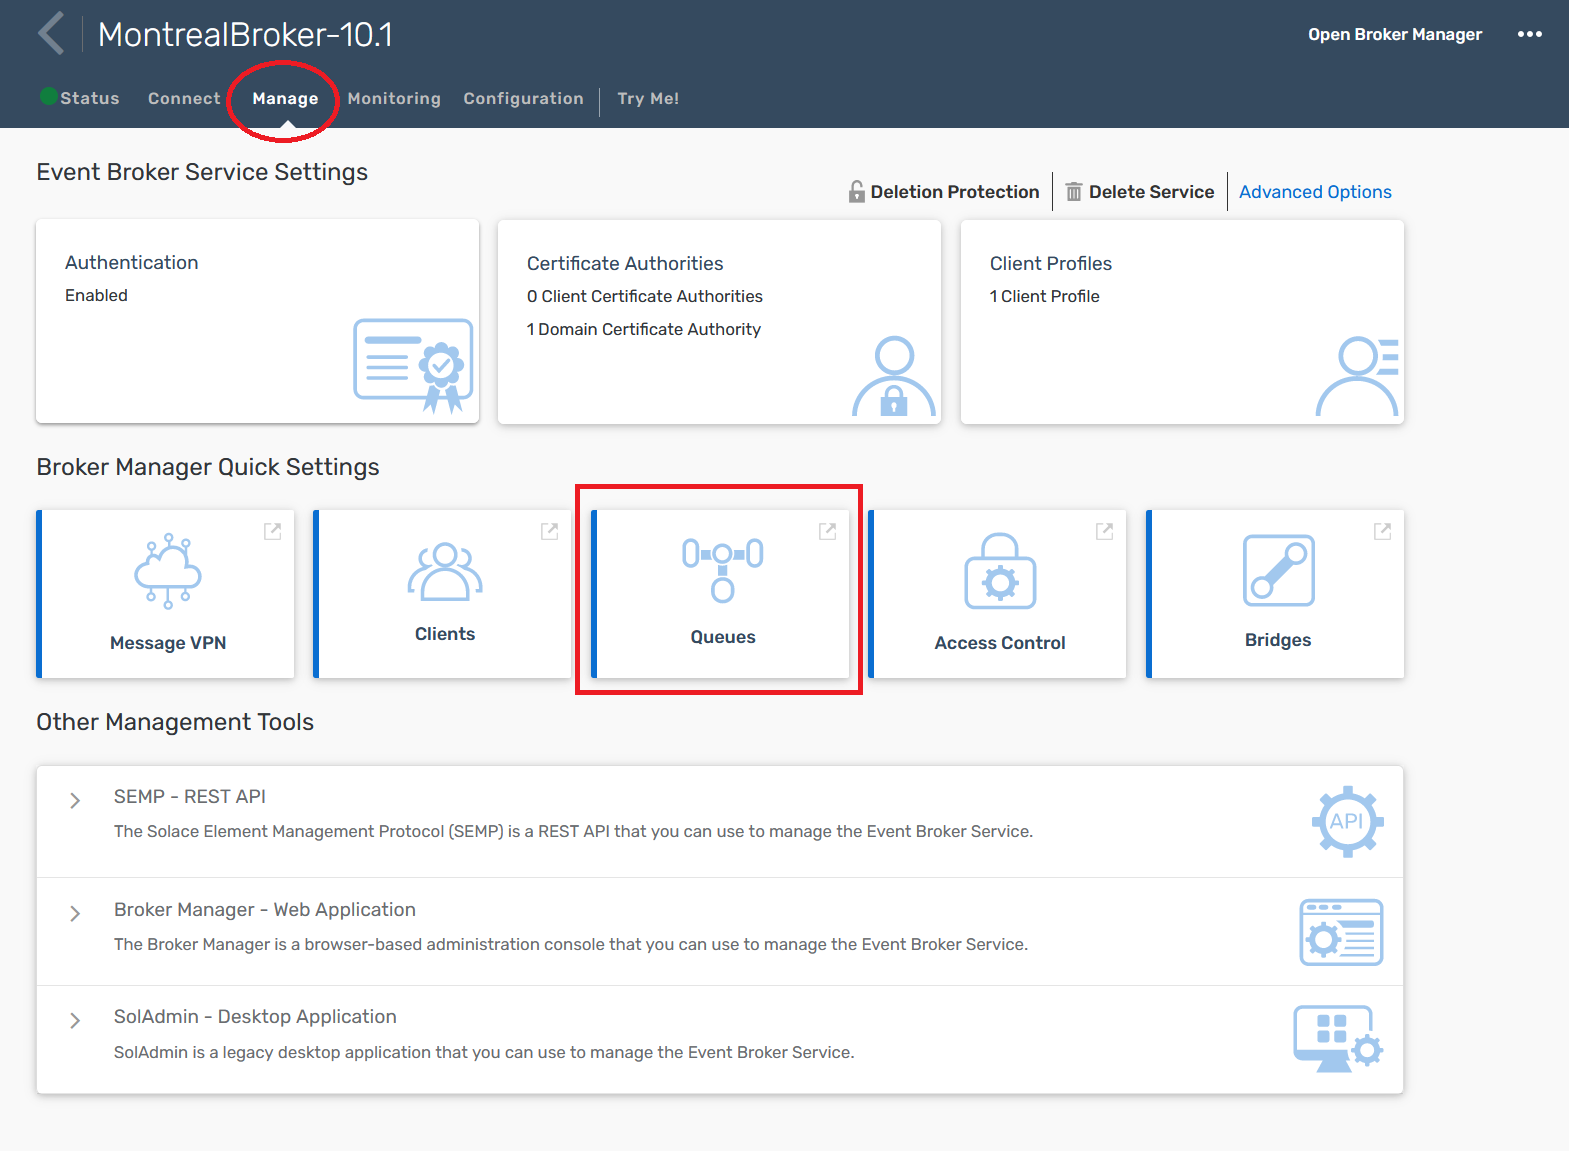 MontrealBroker-10.1
Open Broker Manager
Status Connect Manage Monitoring Configuration Try Me!
Event Broker Service Settings
Deletion Protection Delete Service Advanced Options
Authentication
Enabled
Certificate Authorities
0 Client Certificate Authorities
1 Domain Certificate Authority
Client Profiles
1 Client Profile
Broker Manager Quick Settings
Message VPN
Clients
Queues
Access Control
Bridges
Other Management Tools
SEMP - REST API
The Solace Element Management Protocol (SEMP) is a REST API that you can use to manage the Event Broker Service.
API
Broker Manager - Web Application
The Broker Manager is a browser-based administration console that you can use to manage the Event Broker Service.
SolAdmin - Desktop Application
SolAdmin is a legacy desktop application that you can use to manage the Event Broker Service.